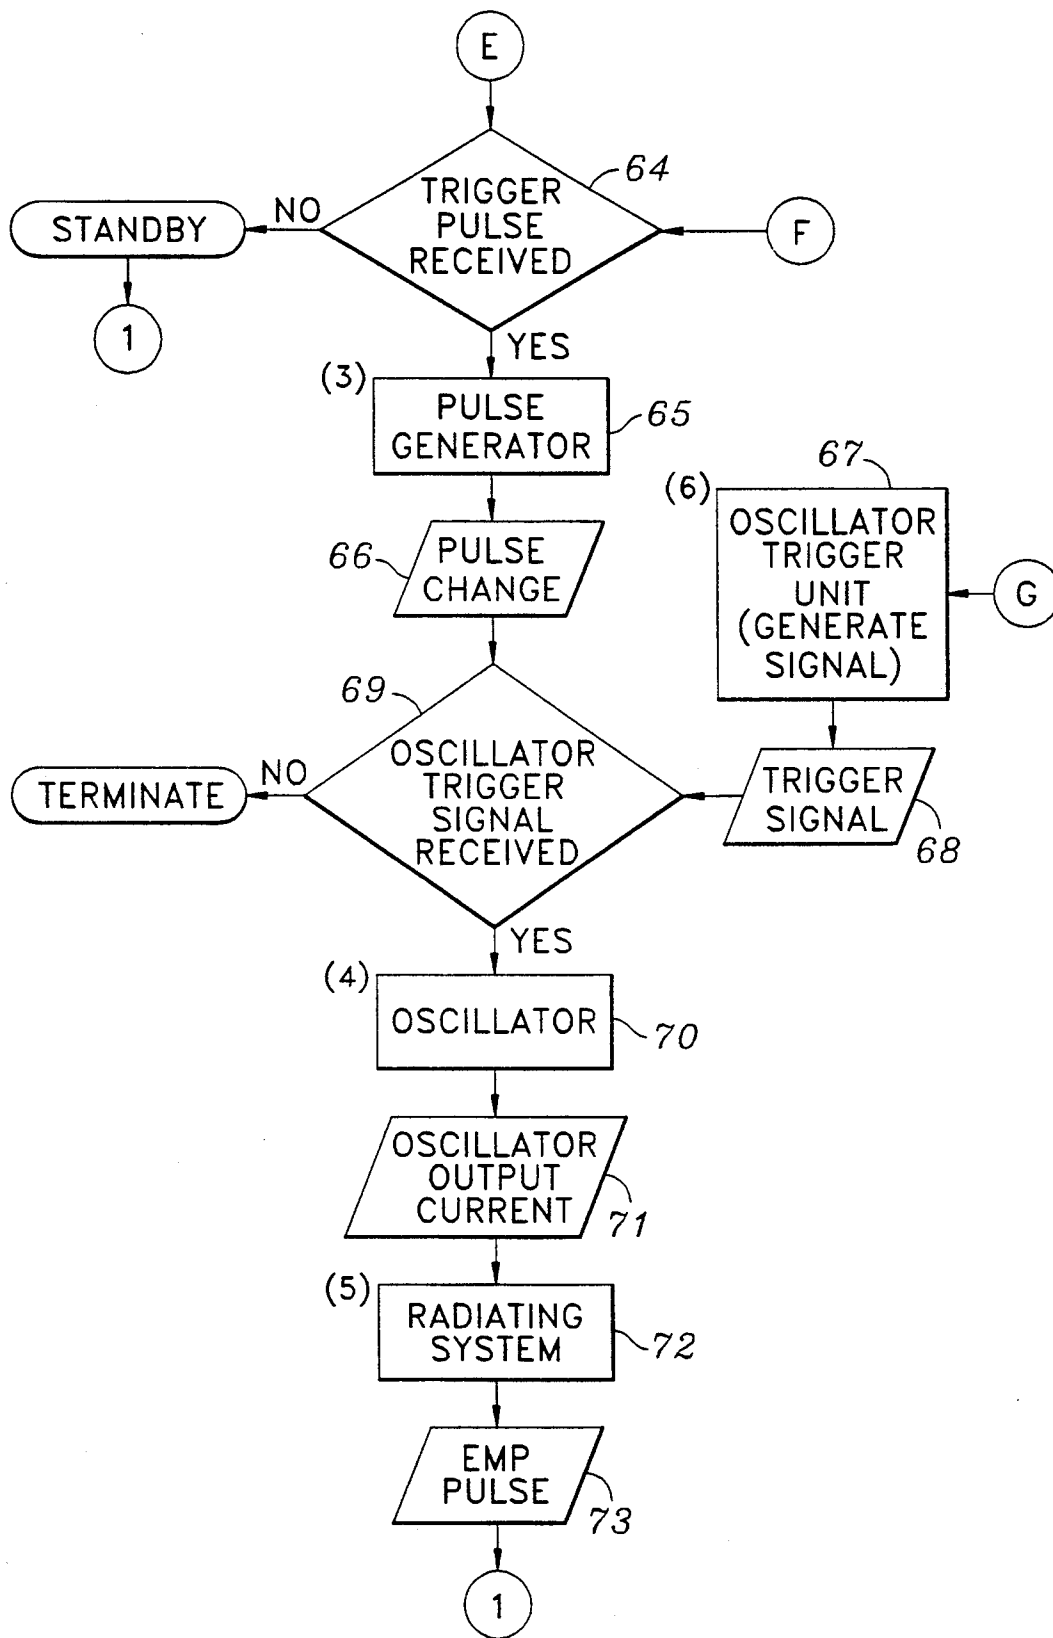 E
64
TRIGGER
PULSE
RECEIVED
NO
STANDBY
F
1
YES
(3)
PULSE
GENERATOR
65
67
(6)
OSCILLATOR
TRIGGER
UNIT
(GENERATE
SIGNAL)
G
66
PULSE
CHANGE
69
OSCILLATOR
TRIGGER
SIGNAL
RECEIVED
NO
TERMINATE
TRIGGER
SIGNAL
68
YES
(4)
OSCILLATOR
70
OSCILLATOR
OUTPUT
CURRENT
71
(5)
RADIATING
SYSTEM
72
EMP
PULSE
73
1